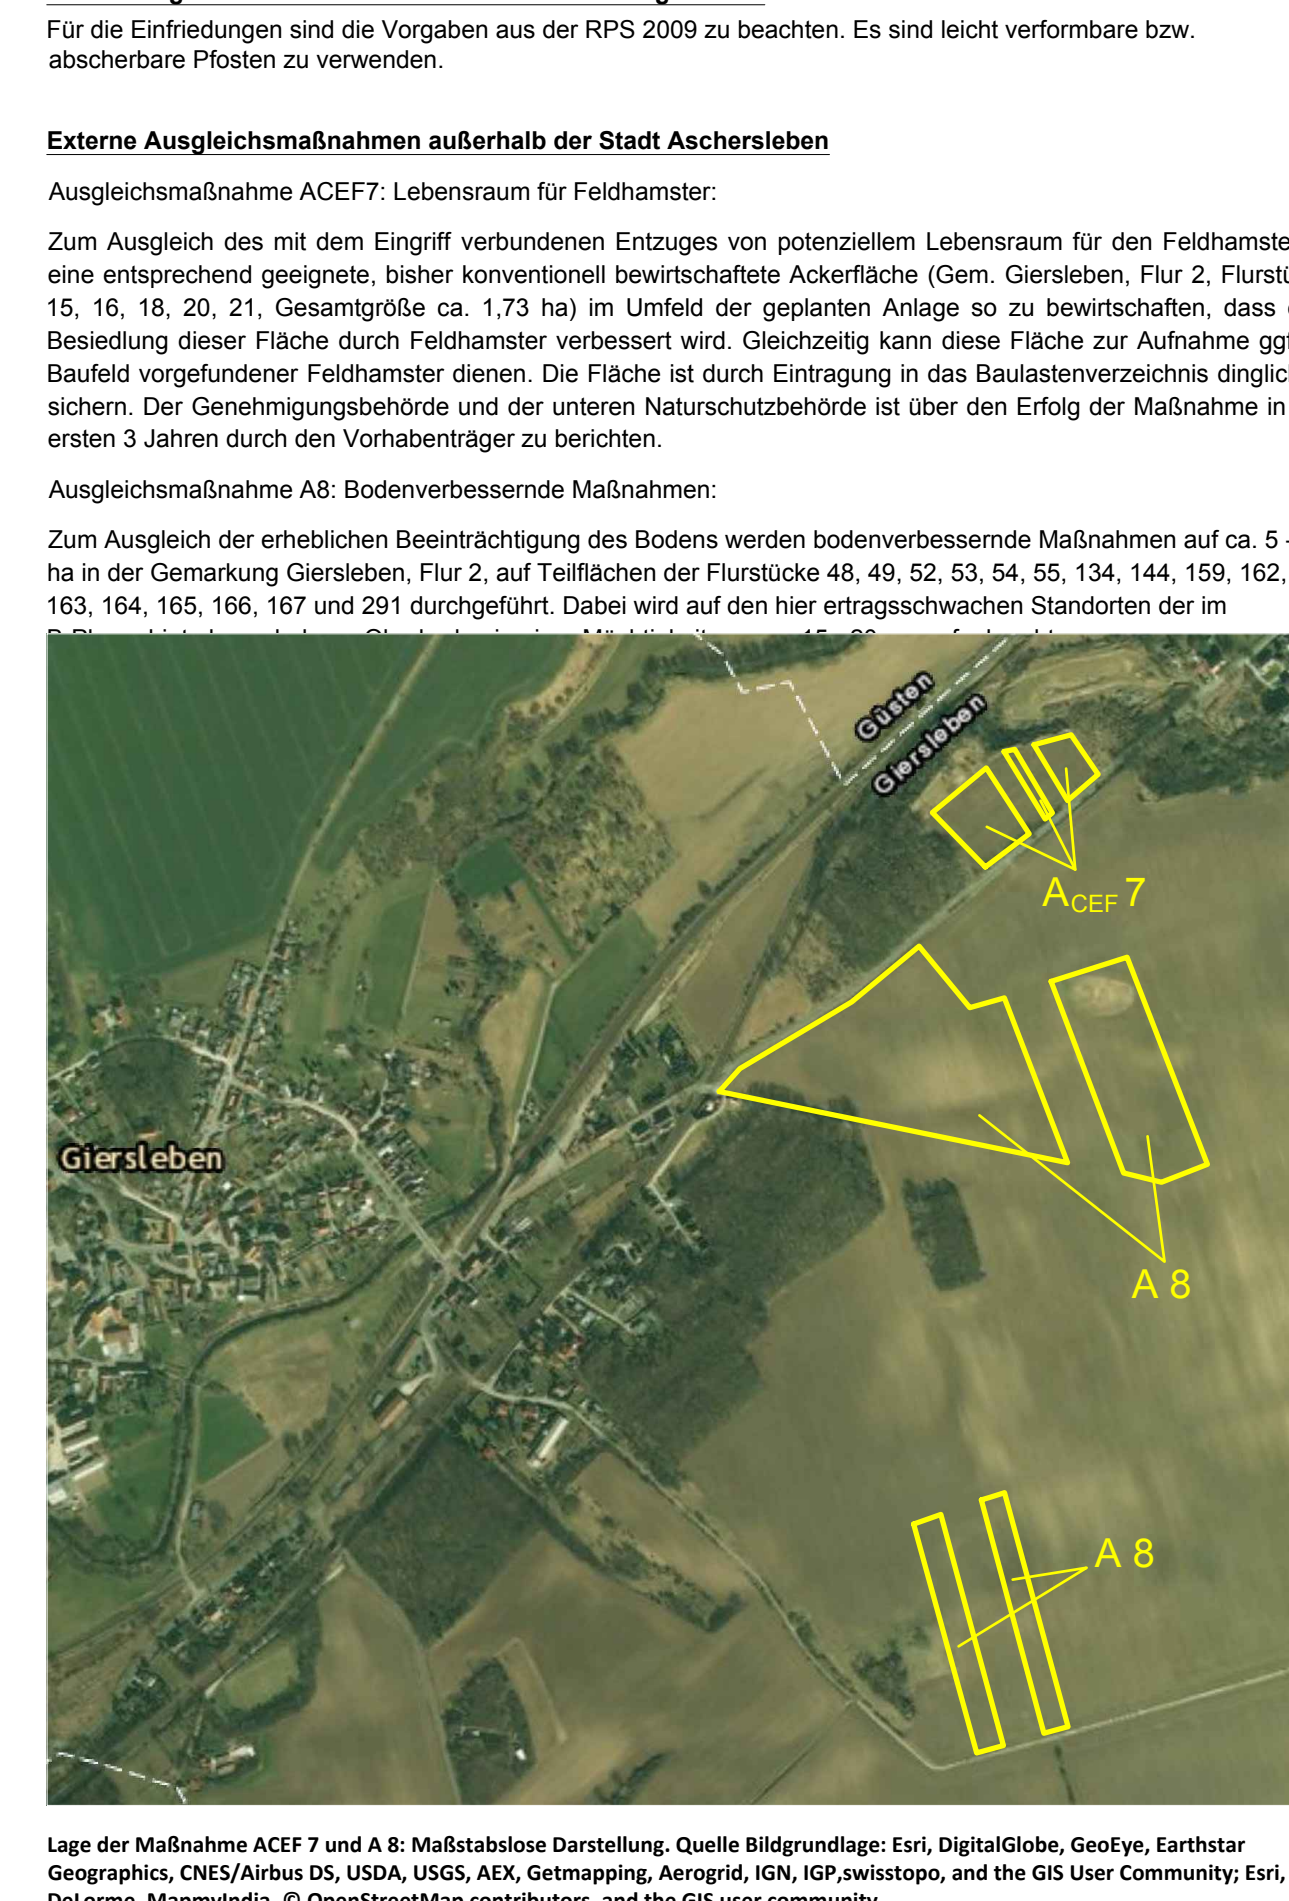 Für die Einfriedungen sind die Vorgaben aus der RPS 2009 zu beachten. Es sind leicht verformbare bzw.
abscherbare Pfosten zu verwenden.
Externe Ausgleichsmaßnahmen außerhalb der Stadt Aschersleben
Ausgleichsmaßnahme ACEF7: Lebensraum für Feldhamster:
Zum Ausgleich des mit dem Eingriff verbundenen Entzuges von potenziellem Lebensraum für den Feldhamste
eine entsprechend geeignete, bisher konventionell bewirtschaftete Ackerfläche (Gem. Giersleben, Flur 2, Flurstü
15, 16, 18, 20, 21, Gesamtgröße ca. 1,73 ha) im Umfeld der geplanten Anlage so zu bewirtschaften, dass
Besiedlung dieser Fläche durch Feldhamster verbessert wird. Gleichzeitig kann diese Fläche zur Aufnahme ggf
Baufeld vorgefundener Feldhamster dienen. Die Fläche ist durch Eintragung in das Baulastenverzeichnis dinglic
sichern. Der Genehmigungsbehörde und der unteren Naturschutzbehörde ist über den Erfolg der Maßnahme in
ersten 3 Jahren durch den Vorhabenträger zu berichten.
Ausgleichsmaßnahme A8: Bodenverbessernde Maßnahmen:
Zum Ausgleich der erheblichen Beeinträchtigung des Bodens werden bodenverbessernde Maßnahmen auf ca. 5 -
ha in der Gemarkung Giersleben, Flur 2, auf Teilflächen der Flurstücke 48, 49, 52, 53, 54, 55, 134, 144, 159, 162,
163, 164, 165, 166, 167 und 291 durchgeführt. Dabei wird auf den hier ertragsschwachen Standorten der im
Güsten
Giersleben
ACEF 7
Giersleben
A 8
A 8
Lage der Maßnahme ACEF 7 und A 8: Maßstabslose Darstellung. Quelle Bildgrundlage: Esri, DigitalGlobe, GeoEye, Earthstar
Geographics, CNES/Airbus DS, USDA, USGS, AEX, Getmapping, Aerogrid, IGN, IGP,swisstopo, and the GIS User Community; Esri,
DeLorme, MapmyIndia, © OpenStreetMap contributors, and the GIS user community